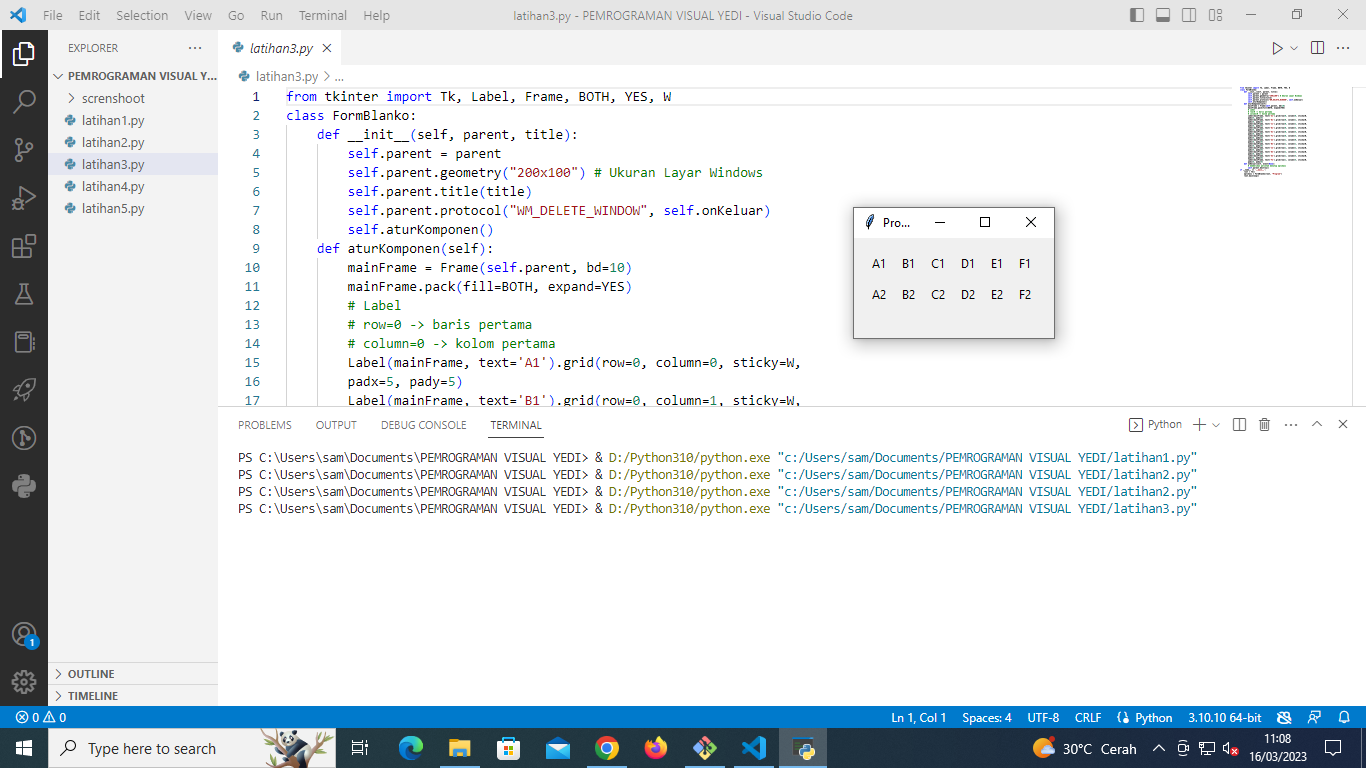 File Edit Selection View Go Run Terminal Help
latihan3.py - PEMROGRAMAN VISUAL YEDI - Visual Studio Code
EXPLORER
PEMROGRAMAN VISUAL Y...
screnshoot
latihan1.py
latihan2.py
latihan3.py
latihan4.py
latihan5.py
OUTLINE
TIMELINE
latihan3.py
latihan3.py > ...
1 from tkinter import Tk, Label, Frame, BOTH, YES, W
2 class FormBlanko:
3 def __init__(self, parent, title):
4 self.parent = parent
5 self.parent.geometry("200x100") # Ukuran Layar Windows
6 self.parent.title(title)
7 self.parent.protocol("WM_DELETE_WINDOW", self.onKeluar)
8 self.aturKomponen()
9 def aturKomponen(self):
10 mainFrame = Frame(self.parent, bd=10)
11 mainFrame.pack(fill=BOTH, expand=YES)
12 # Label
13 # row=0 -> baris pertama
14 # column=0 -> kolom pertama
15 Label(mainFrame, text='A1').grid(row=0, column=0, sticky=W,
16 padx=5, pady=5)
17 Label(mainFrame, text='B1').grid(row=0, column=1, sticky=W,
Pro...
A1 B1 C1 D1 E1 F1
A2 B2 C2 D2 E2 F2
PROBLEMS OUTPUT DEBUG CONSOLE TERMINAL
Python
PS C:\Users\sam\Documents\PEMROGRAMAN VISUAL YEDI> & D:/Python310/python.exe "c:/Users/sam/Documents/PEMROGRAMAN VISUAL YEDI/latihan1.py"
PS C:\Users\sam\Documents\PEMROGRAMAN VISUAL YEDI> & D:/Python310/python.exe "c:/Users/sam/Documents/PEMROGRAMAN VISUAL YEDI/latihan2.py"
PS C:\Users\sam\Documents\PEMROGRAMAN VISUAL YEDI> & D:/Python310/python.exe "c:/Users/sam/Documents/PEMROGRAMAN VISUAL YEDI/latihan2.py"
PS C:\Users\sam\Documents\PEMROGRAMAN VISUAL YEDI> & D:/Python310/python.exe "c:/Users/sam/Documents/PEMROGRAMAN VISUAL YEDI/latihan3.py"
1
0 0
Ln 1, Col 1 Spaces: 4 UTF-8 CRLF Python 3.10.10 64-bit
Type here to search
30°C Cerah
11:08
16/03/2023